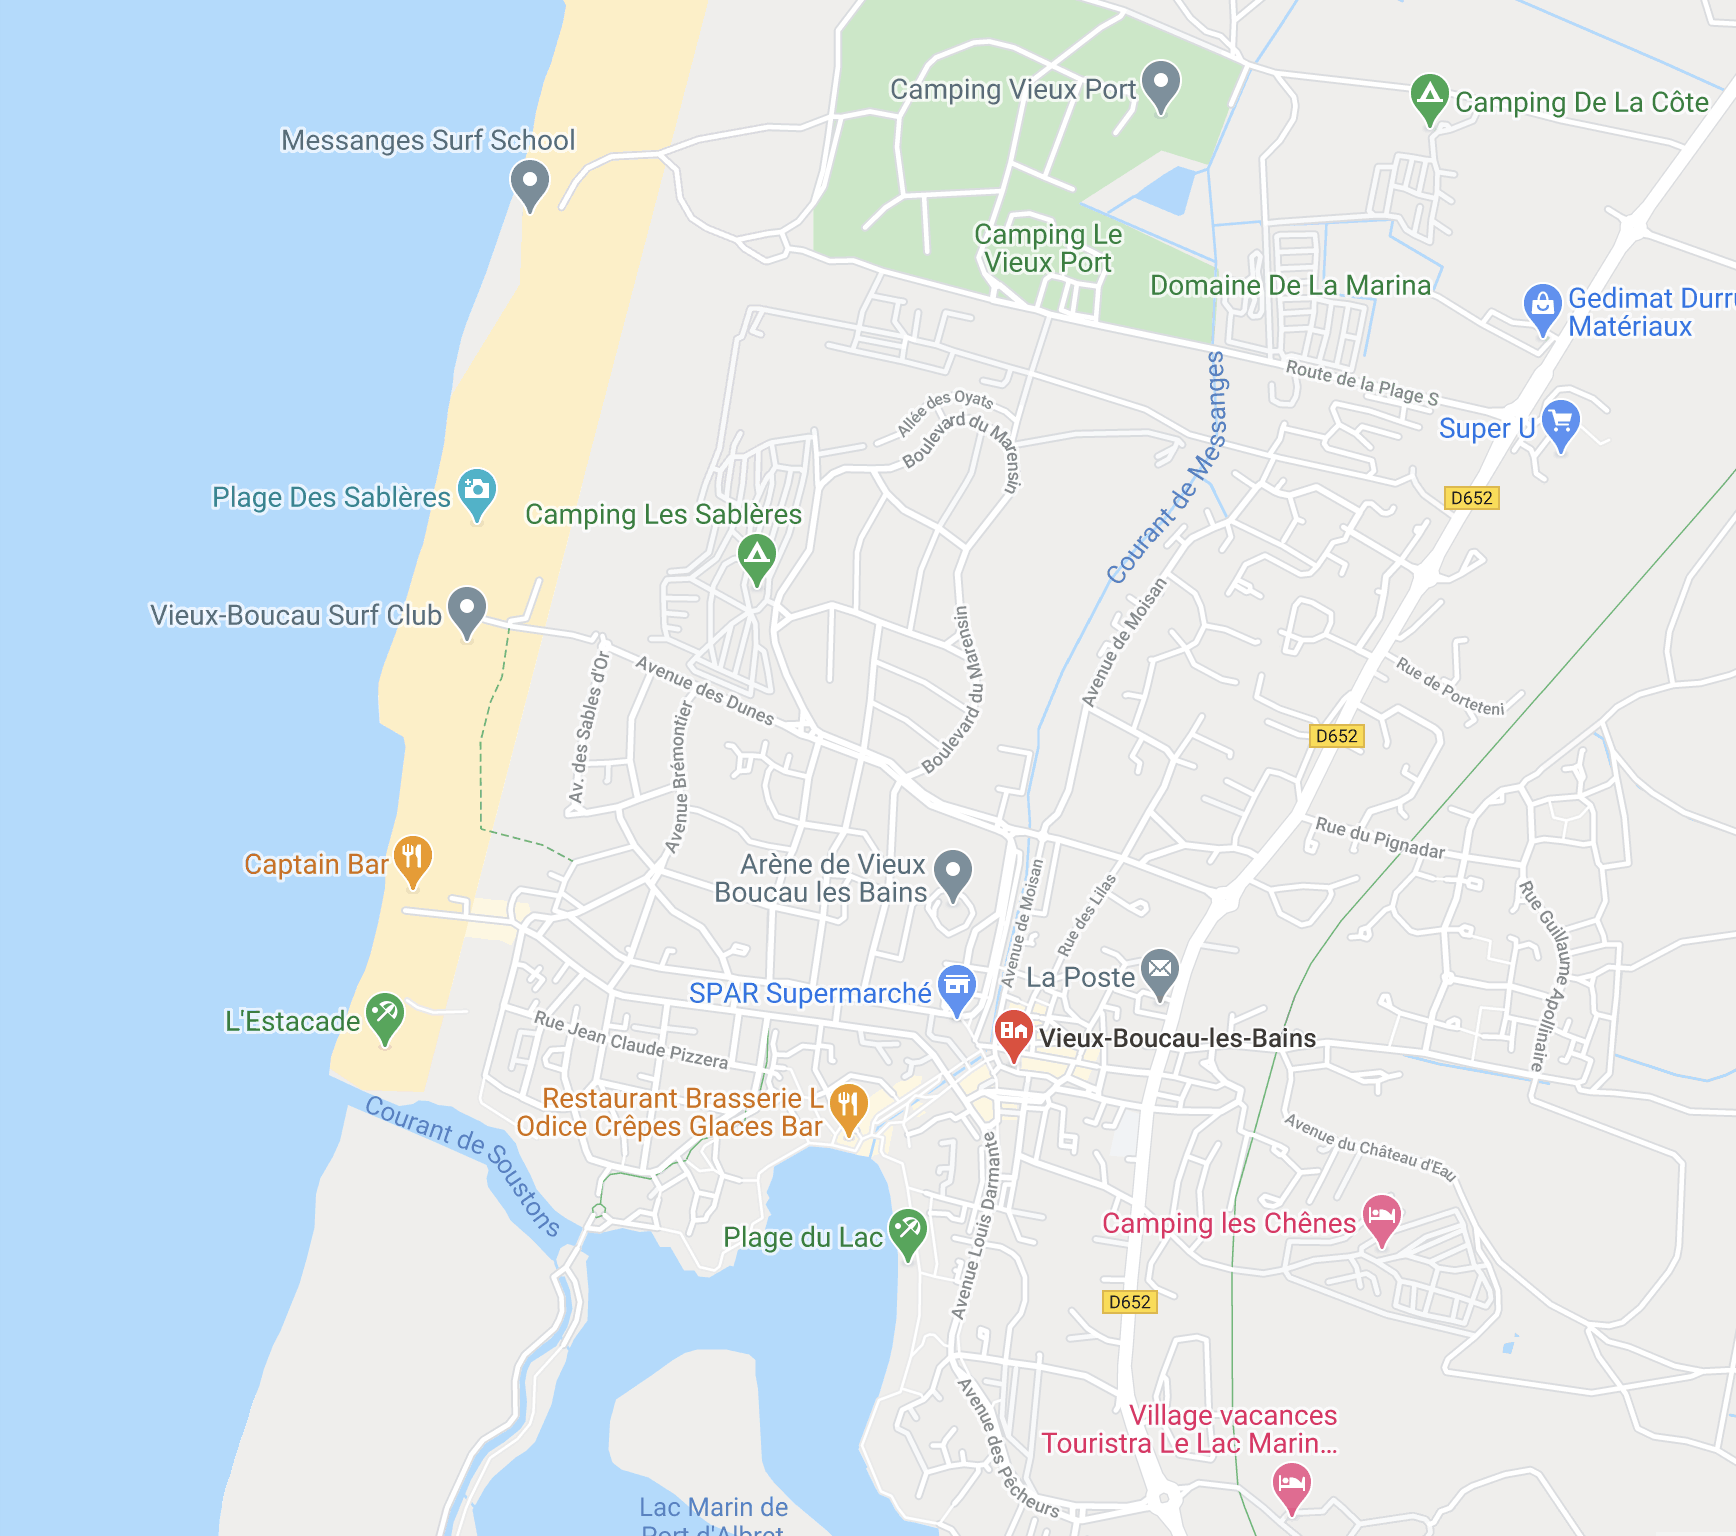 Camping Vieux Port
Camping De La Côte
Messanges Surf School
Camping Le
Vieux Port
Domaine De La Marina
Gedimat Durru
Matériaux
Route de la Plage S
Courant de Messanges
Allée des Oyats
Boulevard du Marensin
Super U
Plage Des Sablères
Camping Les Sablères
D652
Vieux-Boucau Surf Club
Avenue de Moisan
Boulevard du Marensin
Avenue des Dunes
Av. des Sables d'Or
Avenue Brémontier
Rue de Porteteni
D652
Rue du Pignadar
Captain Bar
Arène de Vieux
Boucau les Bains
Avenue de Moisan
Rue des Lilas
Rue Guillaume Apollinaire
La Poste
SPAR Supermarché
L'Estacade
Rue Jean Claude Pizzera
Vieux-Boucau-les-Bains
Restaurant Brasserie L
Odice Crêpes Glaces Bar
Courant de Soustons
Avenue du Château d'Eau
Avenue Louis Darmante
Plage du Lac
Camping les Chênes
D652
Avenue des Pêcheurs
Village vacances
Touristra Le Lac Marin...
Lac Marin de
Port d'Albret